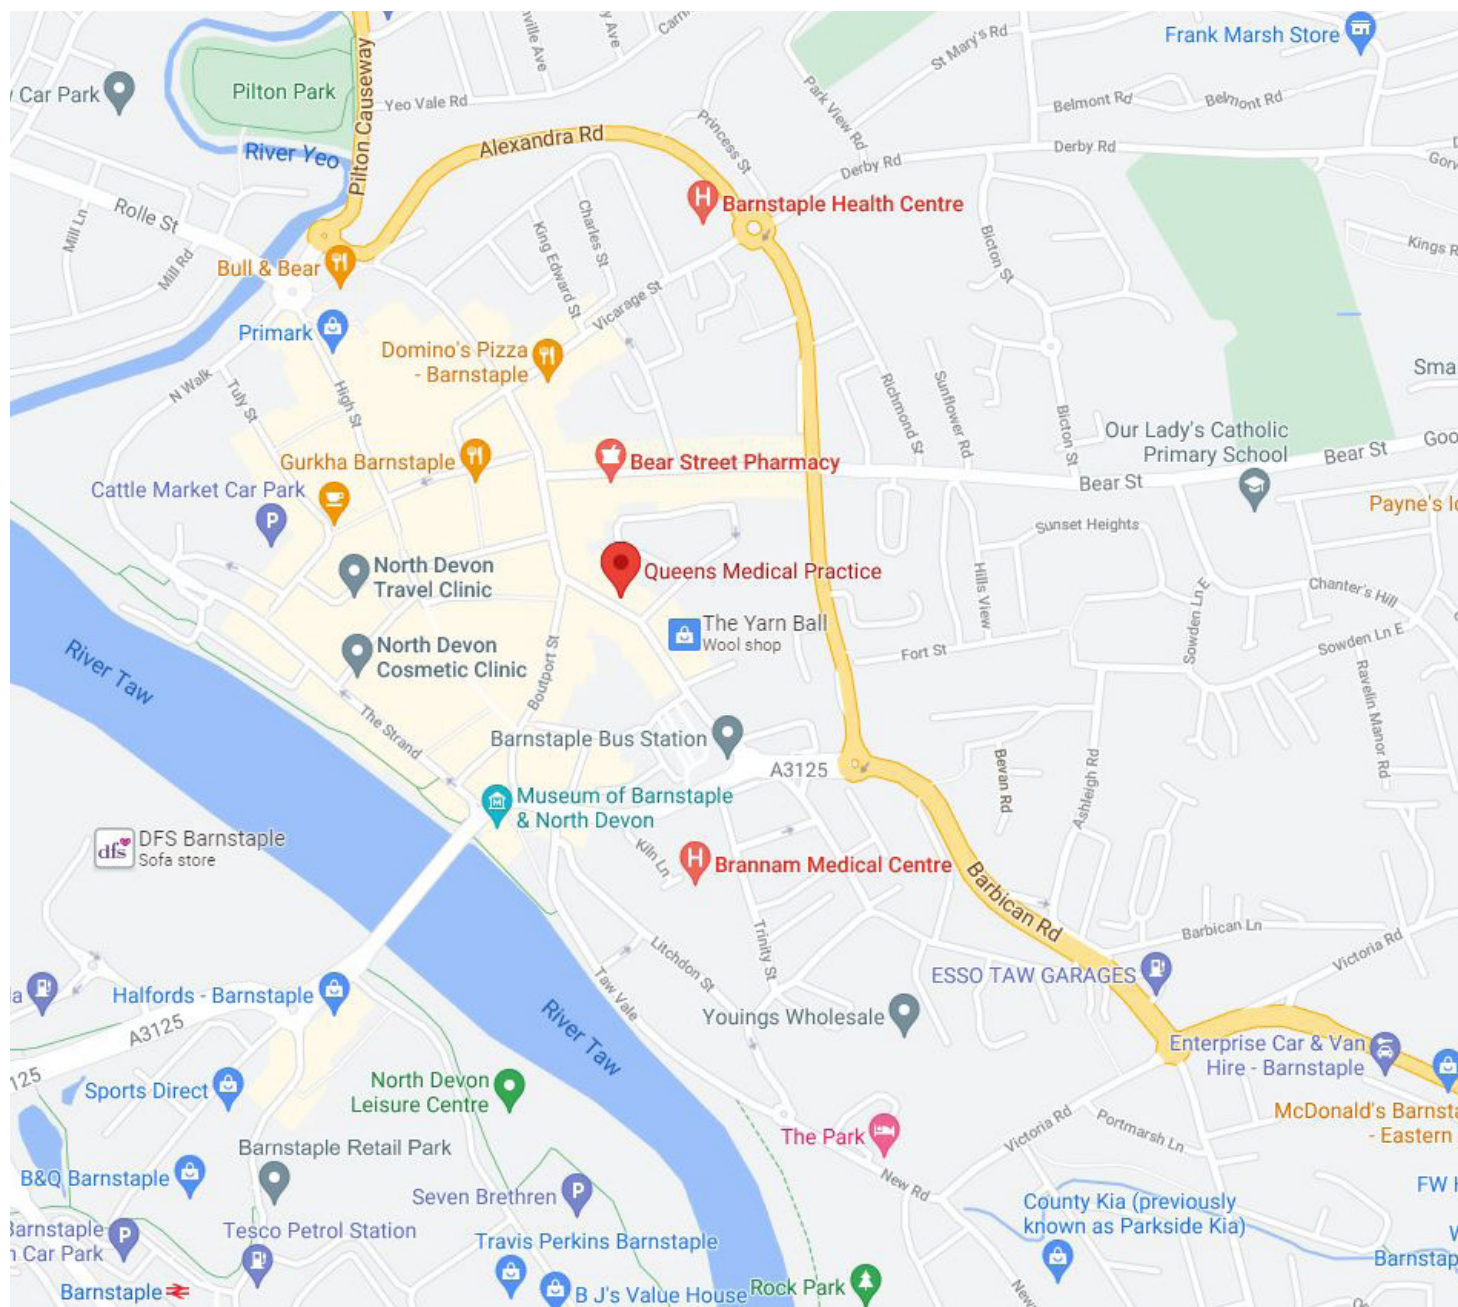 Frank Marsh Store
St Mary's Rd
Pilton Park
Car Park
Yeo Vale Rd
Pilton Causeway
Park View Rd
Belmont Rd
Belmont Rd
Alexandra Rd
Princess St
Derby Rd
Derby Rd
River Yeo
Rolle St
Mill Ln
Mill Rd
Charles St
King Edward St
Barnstaple Health Centre
Bicton St
Bull & Bear
Vicarage St
Primark
Domino's Pizza
- Barnstaple
N Walk
Tuly St
High St
Richmond St
Sunflower Rd
Bicton St
Our Lady's Catholic
Primary School
Bear St
Gurkha Barnstaple
Bear Street Pharmacy
Bear St
Cattle Market Car Park
Sunset Heights
North Devon
Travel Clinic
Queens Medical Practice
Hills View
Chanter's Hill
Sowden Ln E
Sowden Ln E
The Yarn Ball
Wool shop
Fort St
North Devon
Cosmetic Clinic
Boutport St
River Taw
The Strand
Ravelin Manor Rd
Barnstaple Bus Station
A3125
Bevan Rd
Ashleigh Rd
Museum of Barnstaple
& North Devon
DFS Barnstaple
Sofa store
dfs
Kiln Ln
Brannam Medical Centre
Barbican Rd
Barbican Ln
Victoria Rd
Trinity St
Litchdon St
Taw Vale
ESSO TAW GARAGES
Halfords - Barnstaple
A3125
Youings Wholesale
River Taw
Enterprise Car & Van
Hire - Barnstaple
Sports Direct
North Devon
Leisure Centre
McDonald's
- Eastern
The Park
Victoria Rd
Portmarsh Ln
Barnstaple Retail Park
B&Q Barnstaple
New Rd
Seven Brethren
County Kia (previously
known as Parkside Kia)
Tesco Petrol Station
Car Park
Travis Perkins Barnstaple
Barnstaple
B J's Value House
Rock Park